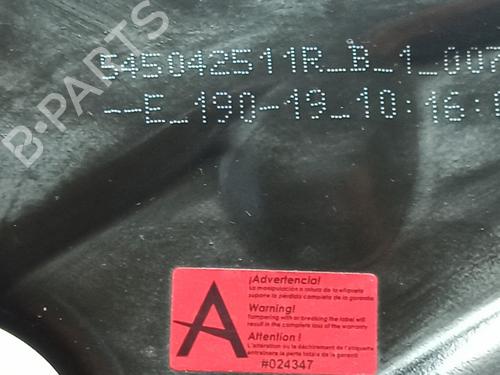 B-PARTS
545042511R_B_1_007
--E_190-19_10:16:0
A
¡Advertencia!
La manipulación o rotura de la etiqueta
supone la pérdida completa de la garantía
Warning!
Tampering with or breaking the label will
result in the complete loss of the warranty
Attention !
L'altération ou le déchirement de l'étiquette
entraînera la perte totale de la garantie
#024347